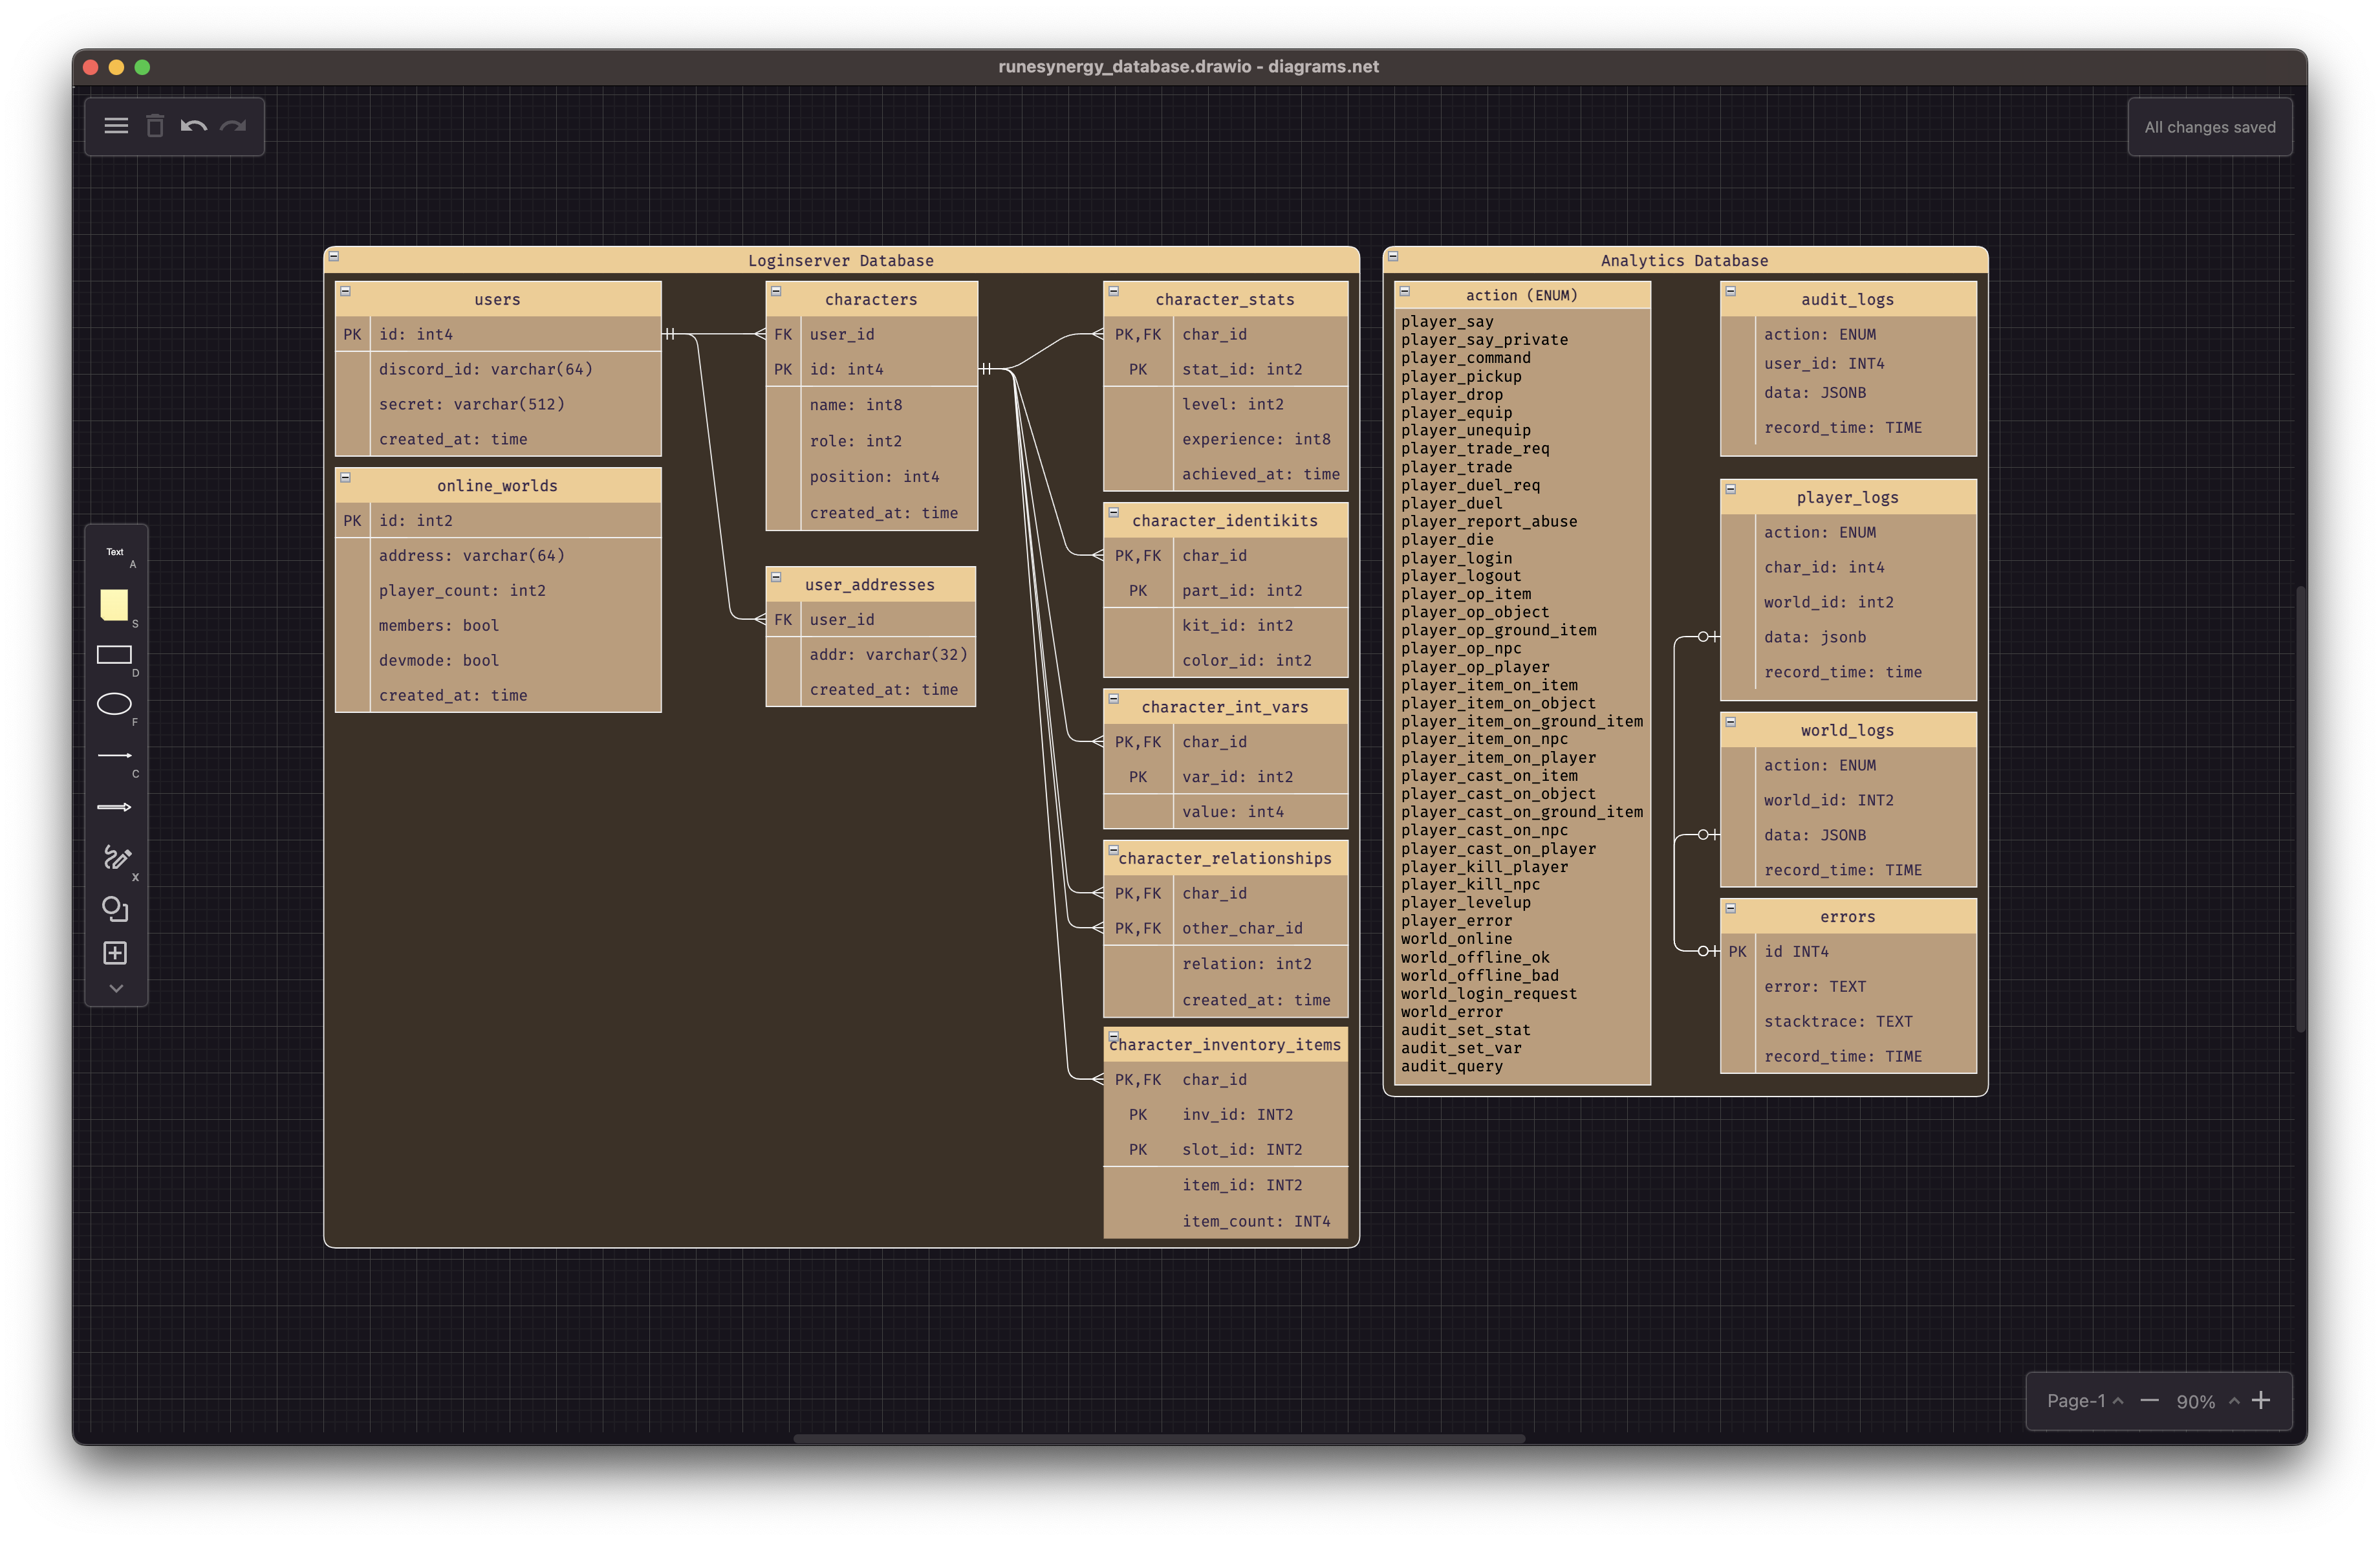 runesynergy_database.drawio - diagrams.net
All changes saved
Text
A
S
D
F
C
X
Loginserver Database
users
PK id: int4
discord_id: varchar(64)
secret: varchar(512)
created_at: time
online_worlds
PK id: int2
address: varchar(64)
player_count: int2
members: bool
devmode: bool
created_at: time
characters
FK user_id
PK id: int4
name: int8
role: int2
position: int4
created_at: time
user_addresses
FK user_id
addr: varchar(32)
created_at: time
character_stats
PK,FK char_id
PK stat_id: int2
level: int2
experience: int8
achieved_at: time
character_identikits
PK,FK char_id
PK part_id: int2
kit_id: int2
color_id: int2
character_int_vars
PK,FK char_id
PK var_id: int2
value: int4
character_relationships
PK,FK char_id
PK,FK other_char_id
relation: int2
created_at: time
character_inventory_items
PK,FK char_id
PK inv_id: INT2
PK slot_id: INT2
item_id: INT2
item_count: INT4
Analytics Database
action (ENUM)
player_say
player_say_private
player_command
player_pickup
player_drop
player_equip
player_unequip
player_trade_req
player_trade
player_duel_req
player_duel
player_report_abuse
player_die
player_login
player_logout
player_op_item
player_op_object
player_op_ground_item
player_op_npc
player_op_player
player_item_on_item
player_item_on_object
player_item_on_ground_item
player_item_on_npc
player_item_on_player
player_cast_on_item
player_cast_on_object
player_cast_on_ground_item
player_cast_on_npc
player_cast_on_player
player_kill_player
player_kill_npc
player_levelup
player_error
world_online
world_offline_ok
world_offline_bad
world_login_request
world_error
audit_set_stat
audit_set_var
audit_query
audit_logs
action: ENUM
user_id: INT4
data: JSONB
record_time: TIME
player_logs
action: ENUM
char_id: int4
world_id: int2
data: jsonb
record_time: time
world_logs
action: ENUM
world_id: INT2
data: JSONB
record_time: TIME
errors
PK id INT4
error: TEXT
stacktrace: TEXT
record_time: TIME
Page-1
90%